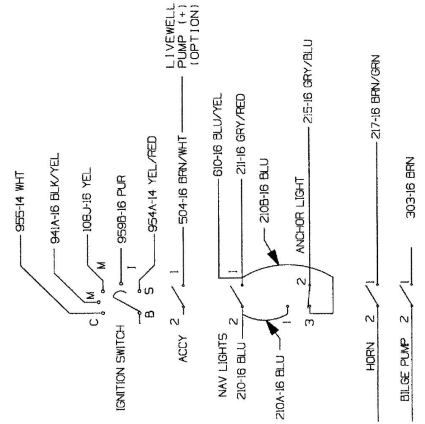 LIVEWELL
PUMP (+)
(OPTION)
955-14 WHT
941A-16 BLK/YEL
108J-16 YEL
959B-16 PUR
954A-14 YEL/RED
C
M
M
I
B
S
IGNITION SWITCH
504-16 BRN/WHT
2
1
ACCY
610-16 BLU/YEL
211-16 GRY/RED
210B-16 BLU
215-16 GRY/BLU
NAV LIGHTS
2
1
210-16 BLU
ANCHOR LIGHT
1
2
3
210A-16 BLU
217-16 BRN/GRN
HORN
2
1
303-16 BRN
BILGE PUMP
2
1